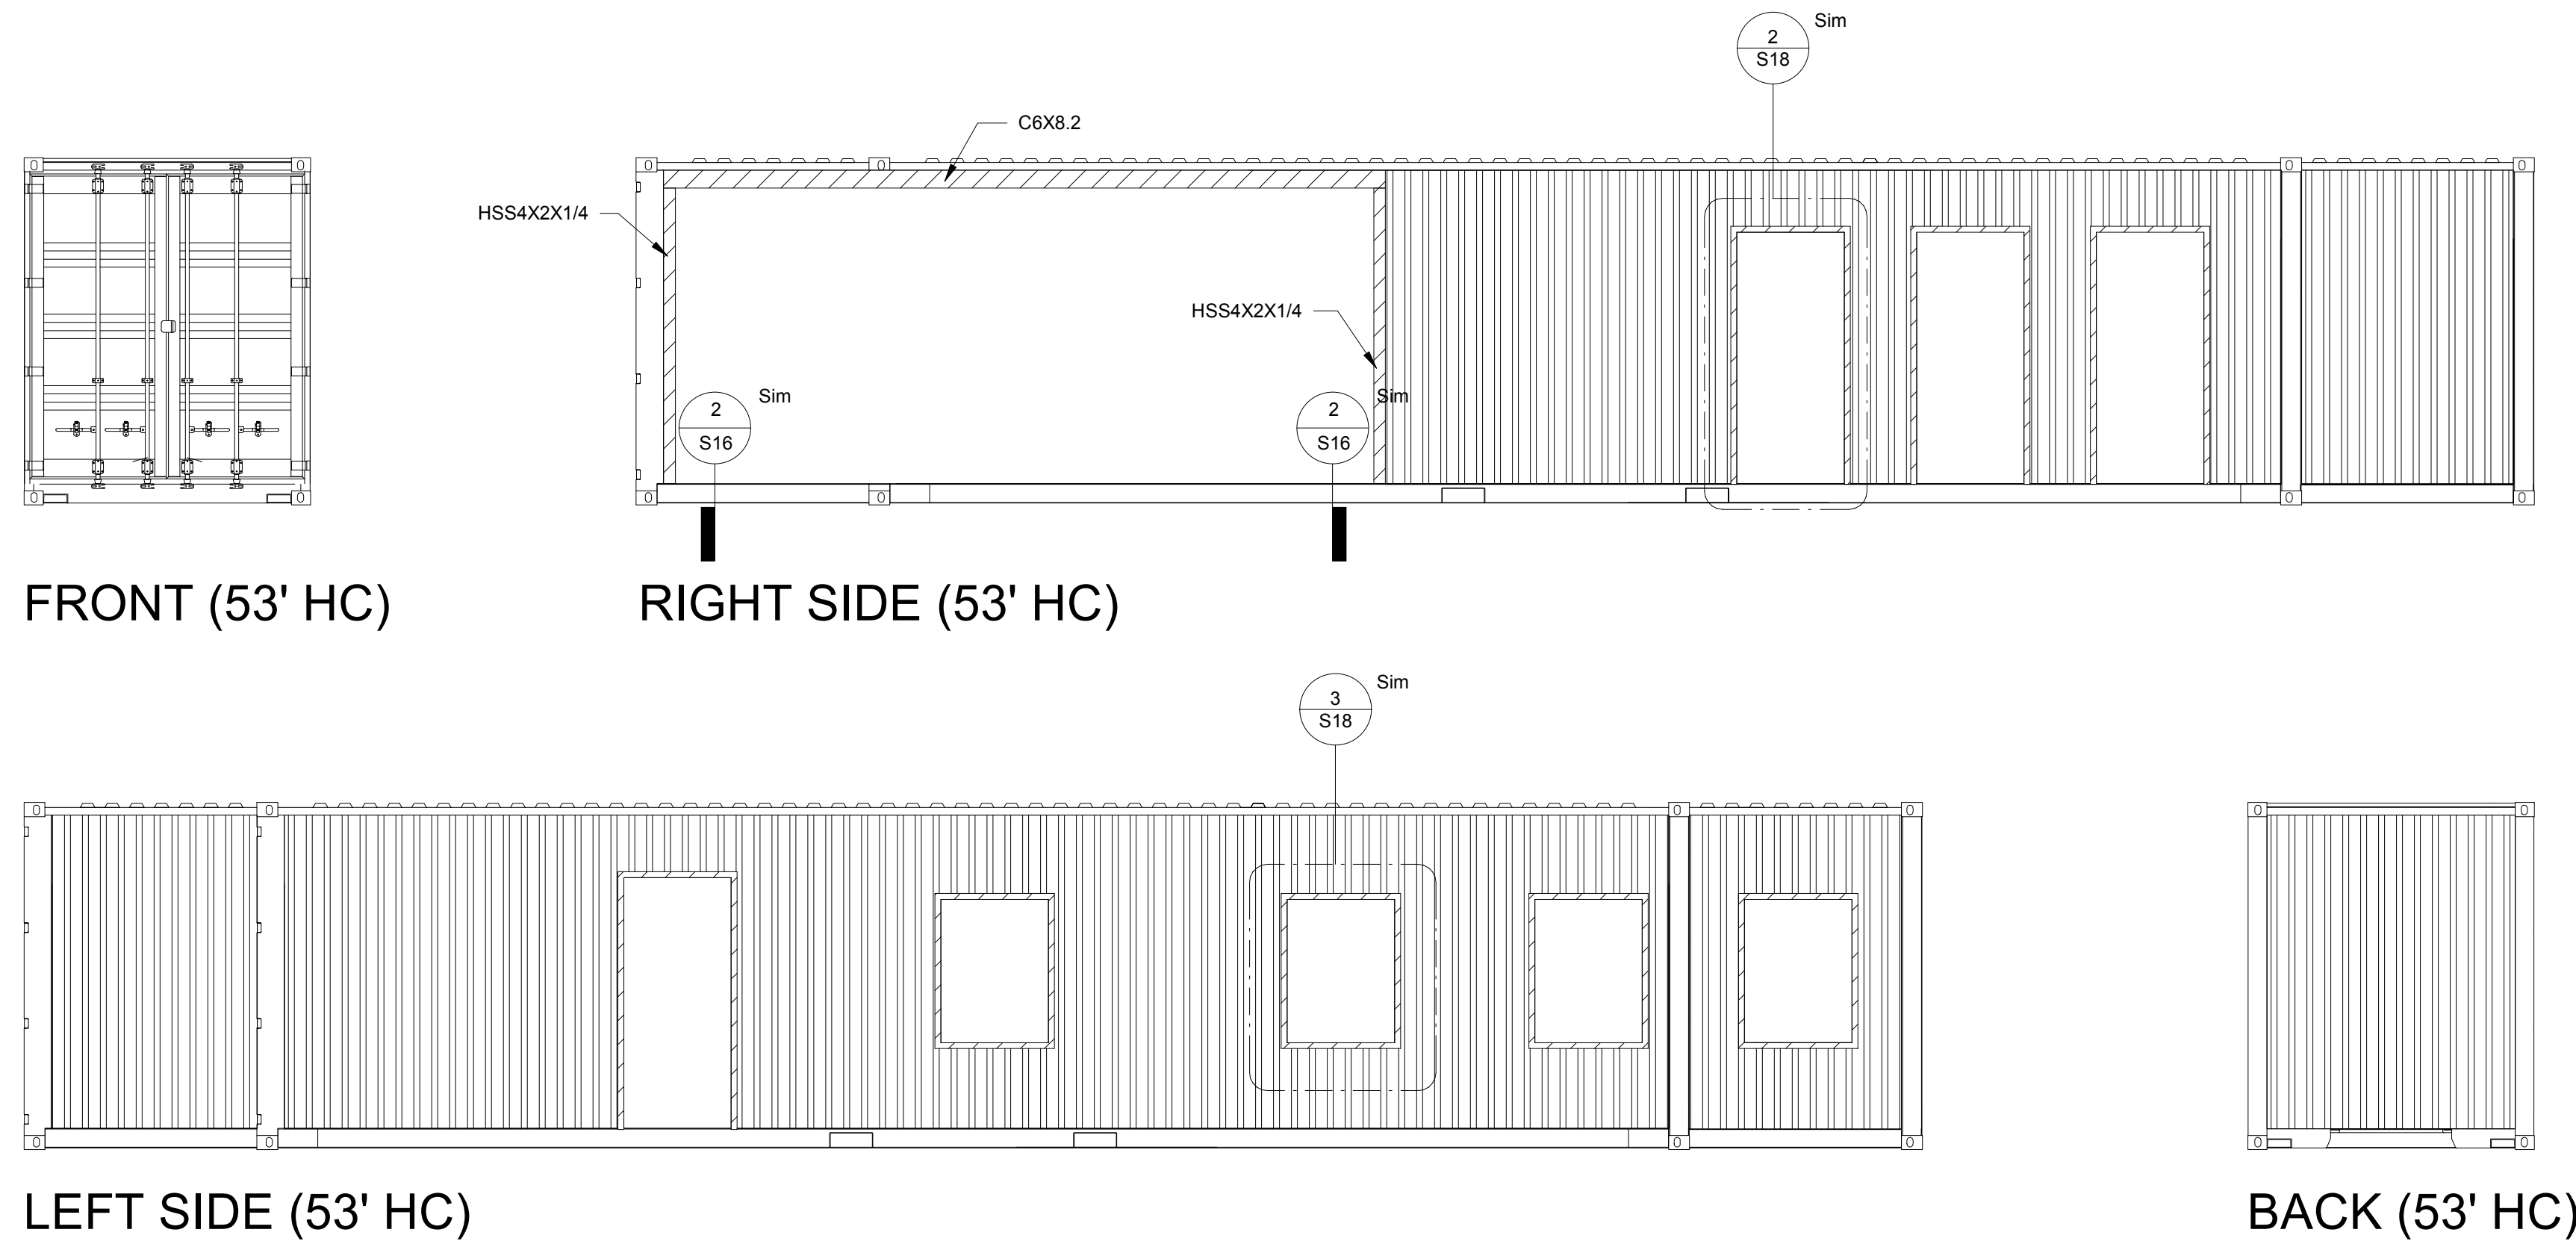 2
S18
Sim
C6X8.2
HSS4X2X1/4
HSS4X2X1/4
2
S16
Sim
2
S16
Sim
FRONT (53' HC)
RIGHT SIDE (53' HC)
3
S18
Sim
LEFT SIDE (53' HC)
BACK (53' HC)